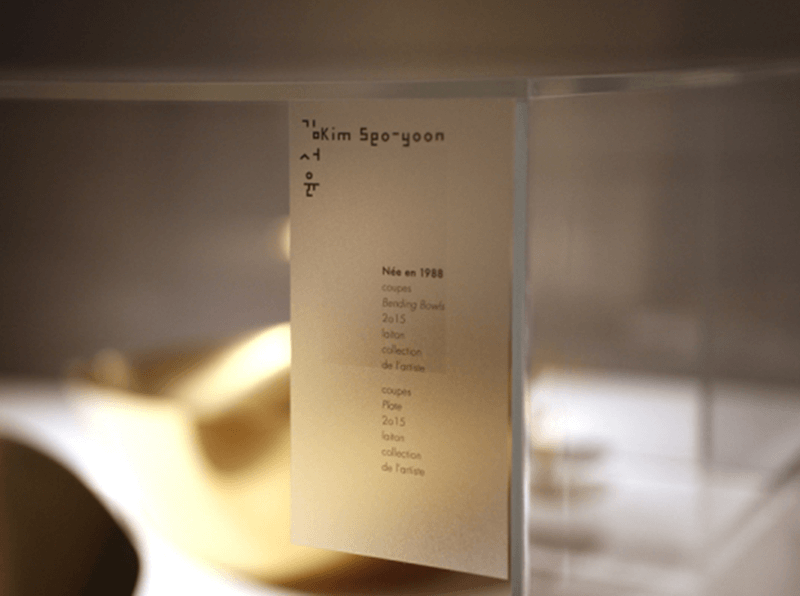 김서윤
Kim Seo-yoon
Née en 1988
coupes
Bending Bowls
2015
laiton
collection
de l'artiste
coupes
Plate
2015
laiton
collection
de l'artiste